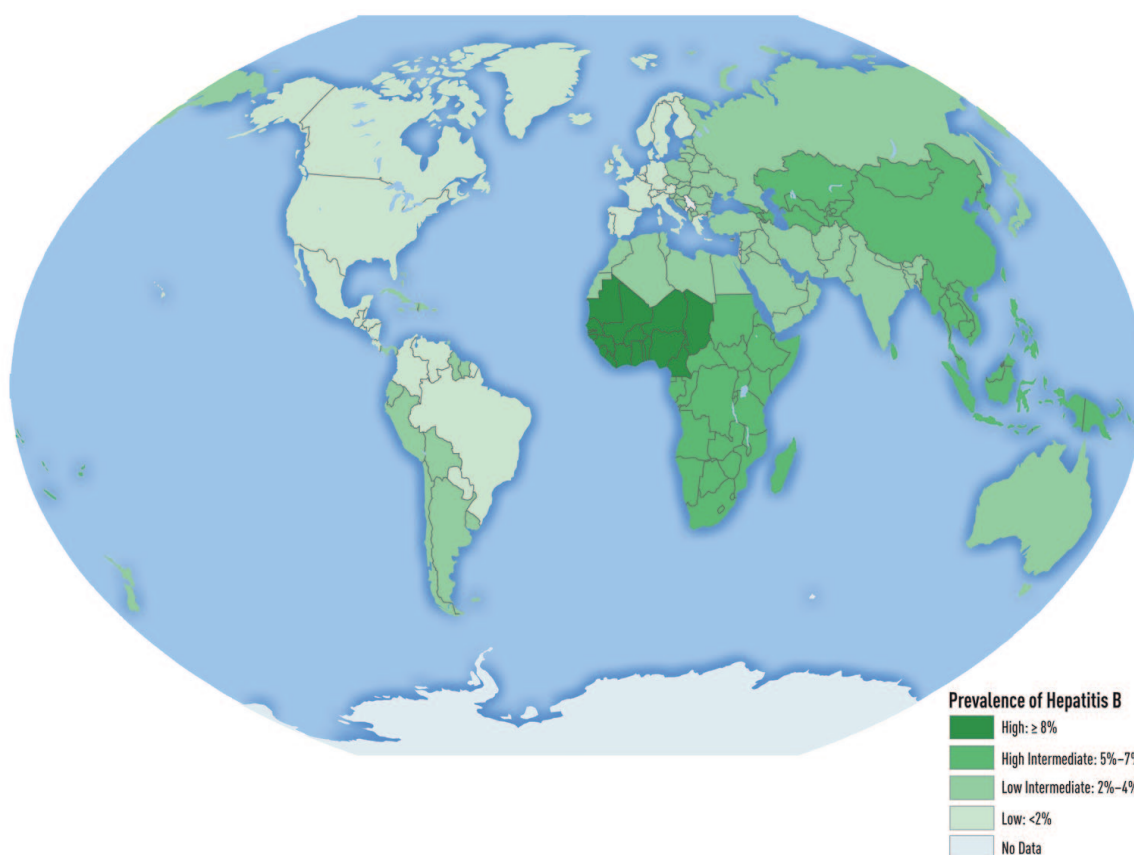 Prevalence of Hepatitis B
High: ≥ 8%
High Intermediate: 5%–7%
Low Intermediate: 2%–4%
Low: <2%
No Data